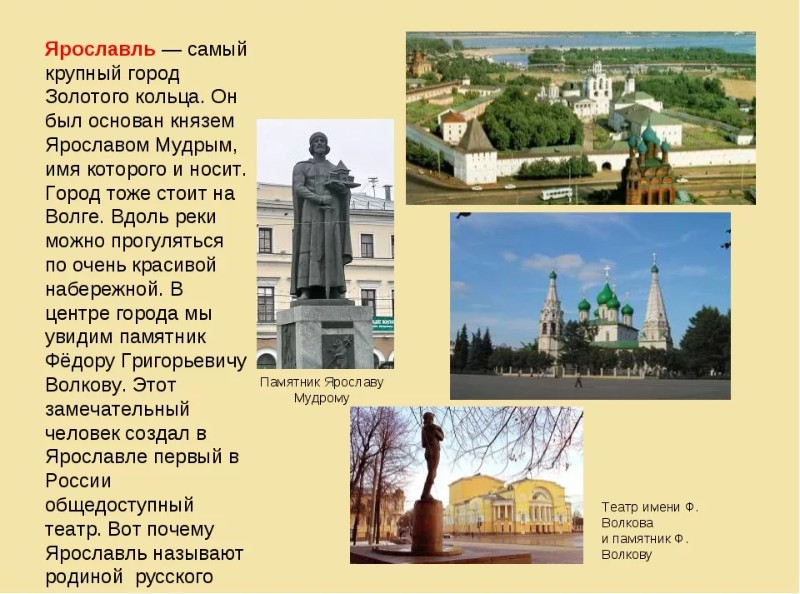 Ярославль — самый
крупный город
Золотого кольца. Он
был основан князем
Ярославом Мудрым,
имя которого и носит.
Город тоже стоит на
Волге. Вдоль реки
можно прогуляться
по очень красивой
набережной. В
центре города мы
увидим памятник
Фёдору Григорьевичу
Волкову. Этот
замечательный
человек создал в
Ярославле первый в
России
общедоступный
театр. Вот почему
Ярославль называют
родиной русского
Памятник Ярославу
Мудрому
Театр имени Ф.
Волкова
и памятник Ф.
Волкову